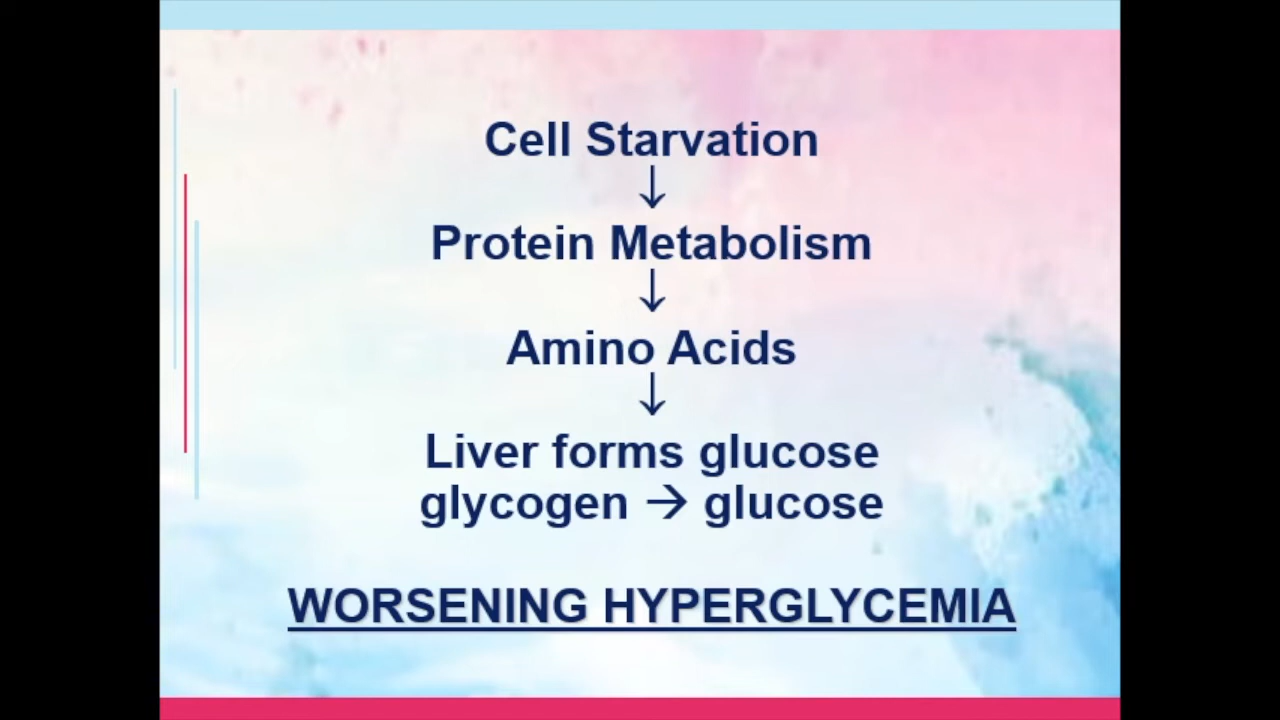 Cell Starvation
↓
Protein Metabolism
↓
Amino Acids
↓
Liver forms glucose
glycogen → glucose
WORSENING HYPERGLYCEMIA